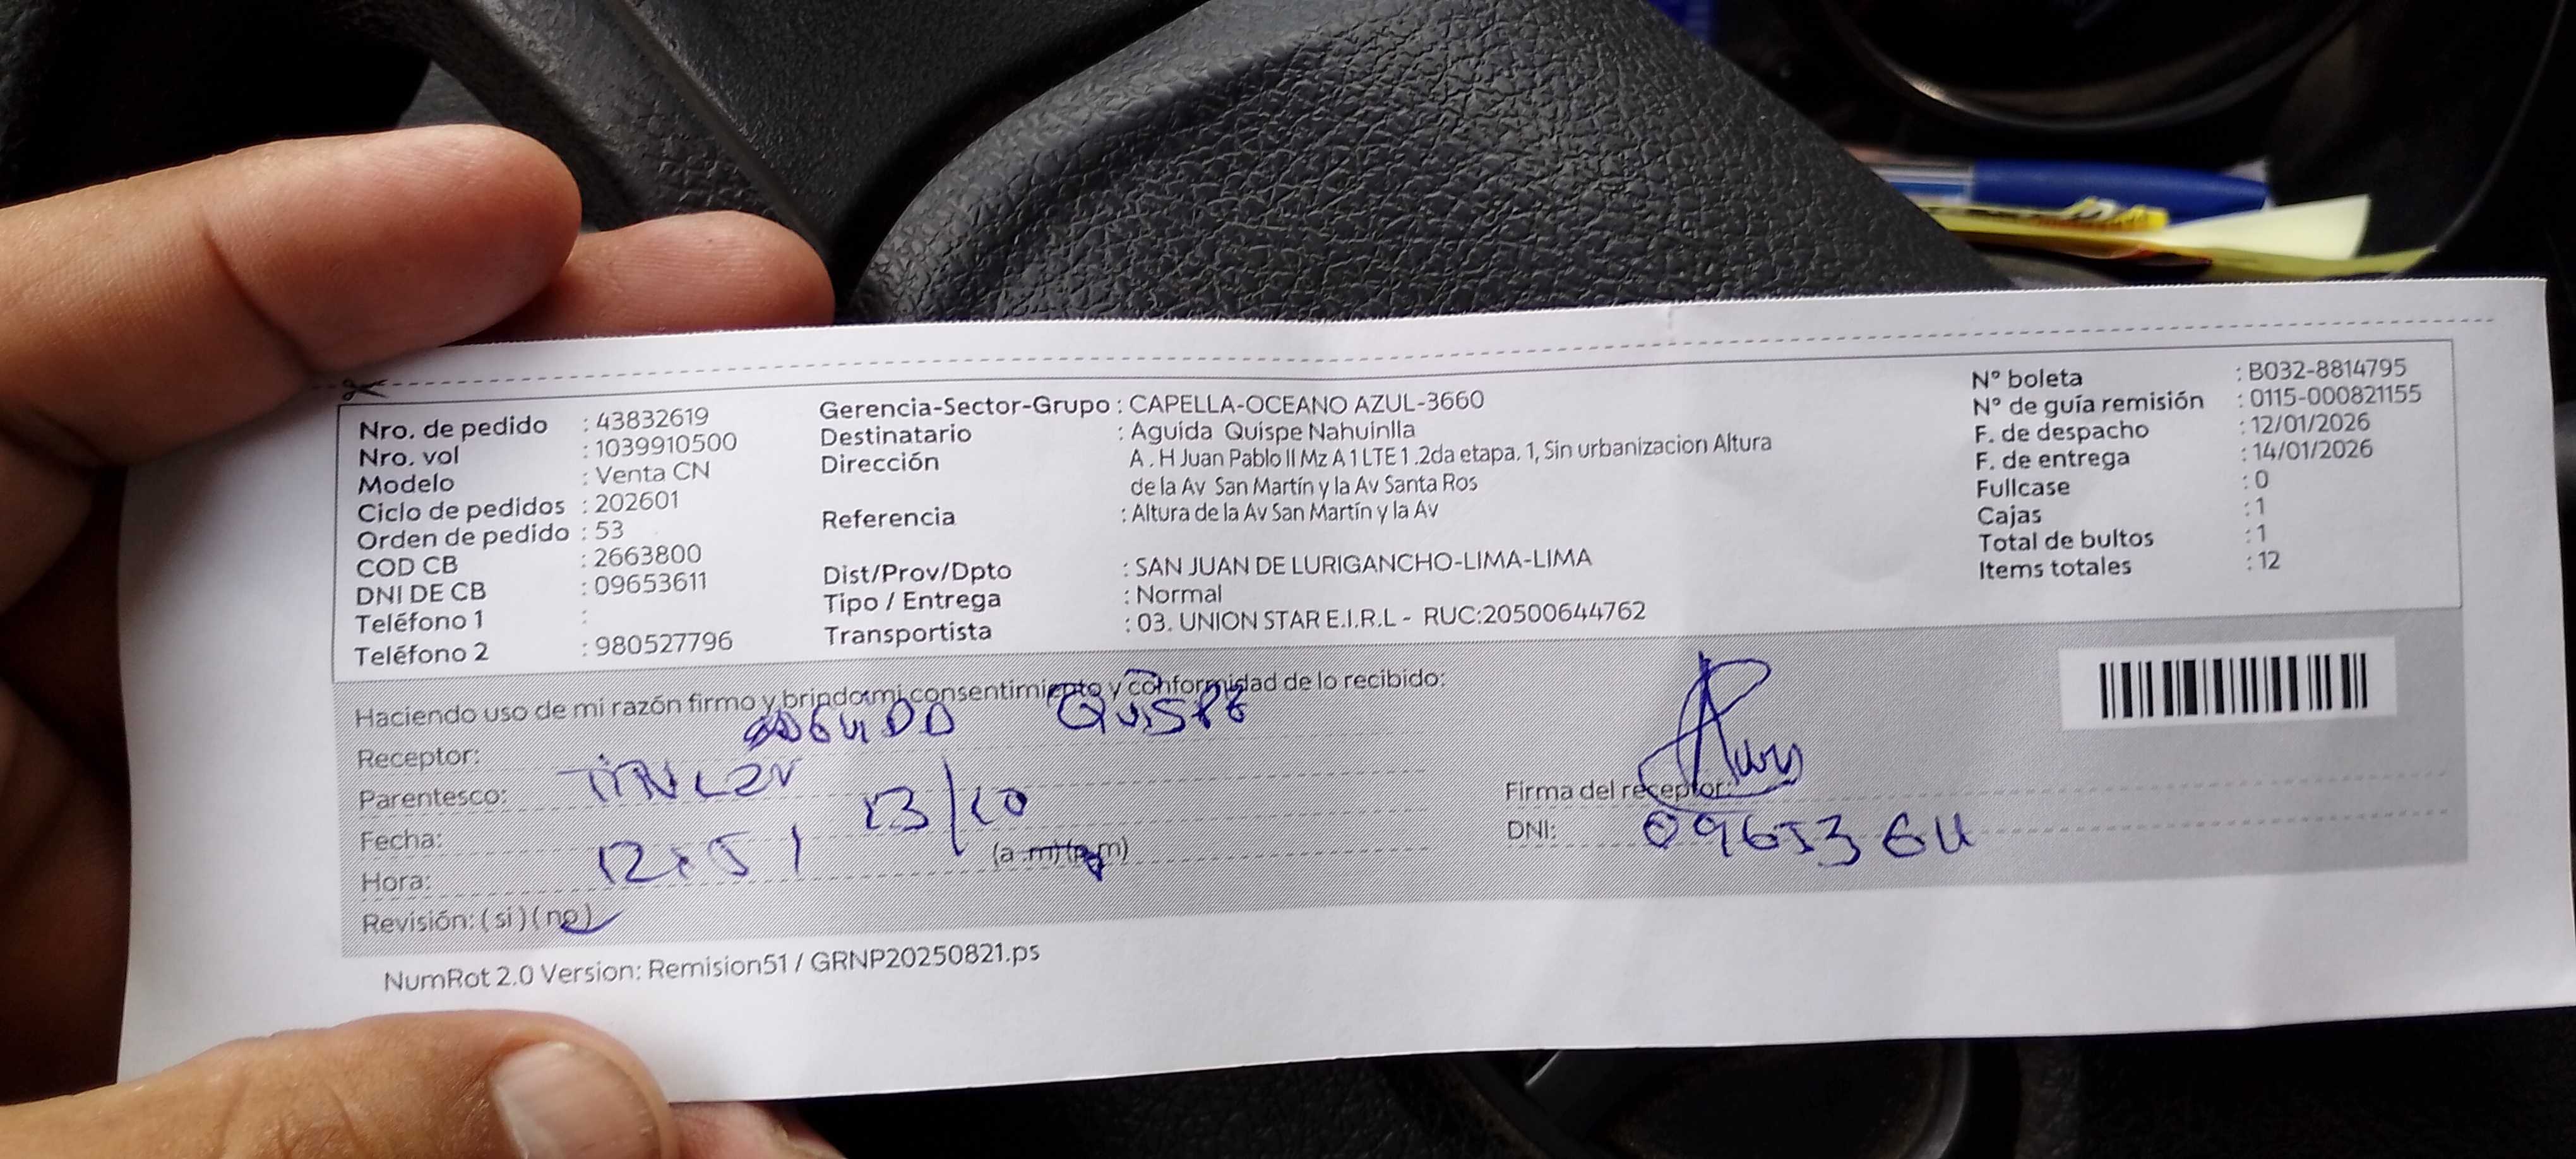 Nro. de pedido : 43832619
Nro. vol : 1039910500
Modelo : Venta CN
Ciclo de pedidos : 202601
Orden de pedido : 53
COD CB : 2663800
DNI DE CB : 09653611
Teléfono 1 :
Teléfono 2 : 980527796
Gerencia-Sector-Grupo : CAPELLA-OCEANO AZUL-3660
Destinatario : Aguida Quispe Nahuinlla
Dirección A . H Juan Pablo II Mz A 1 LTE 1 .2da etapa. 1, Sin urbanizacion Altura
de la Av San Martín y la Av Santa Ros
Referencia : Altura de la Av San Martín y la Av
Dist/Prov/Dpto : SAN JUAN DE LURIGANCHO-LIMA-LIMA
Tipo / Entrega : Normal
Transportista : 03. UNION STAR E.I.R.L - RUC:20500644762
N° boleta : B032-8814795
N° de guía remisión : 0115-000821155
F. de despacho : 12/01/2026
F. de entrega : 14/01/2026
Fullcase : 0
Cajas : 1
Total de bultos : 1
Items totales : 12
Haciendo uso de mi razón firmo y brindo mi consentimiento y conformidad de lo recibido:
Receptor: QUISPE
Parentesco:
Fecha: 13/
Hora: 12:51 (a.m)(p.m)
Revisión: (si) (no)
Firma del receptor:
DNI:
NumRot 2.0 Version: Remision51 / GRNP20250821.ps